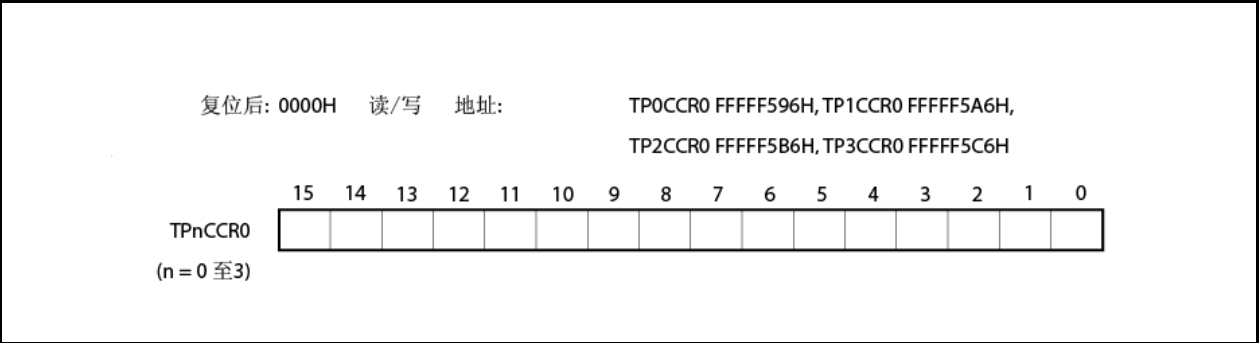 复位后: 0000H 读/写 地址: TP0CCR0 FFFFF596H, TP1CCR0 FFFFF5A6H,
TP2CCR0 FFFFF5B6H, TP3CCR0 FFFFF5C6H
15 14 13 12 11 10 9 8 7 6 5 4 3 2 1 0
TPnCCR0
(n = 0 至3)